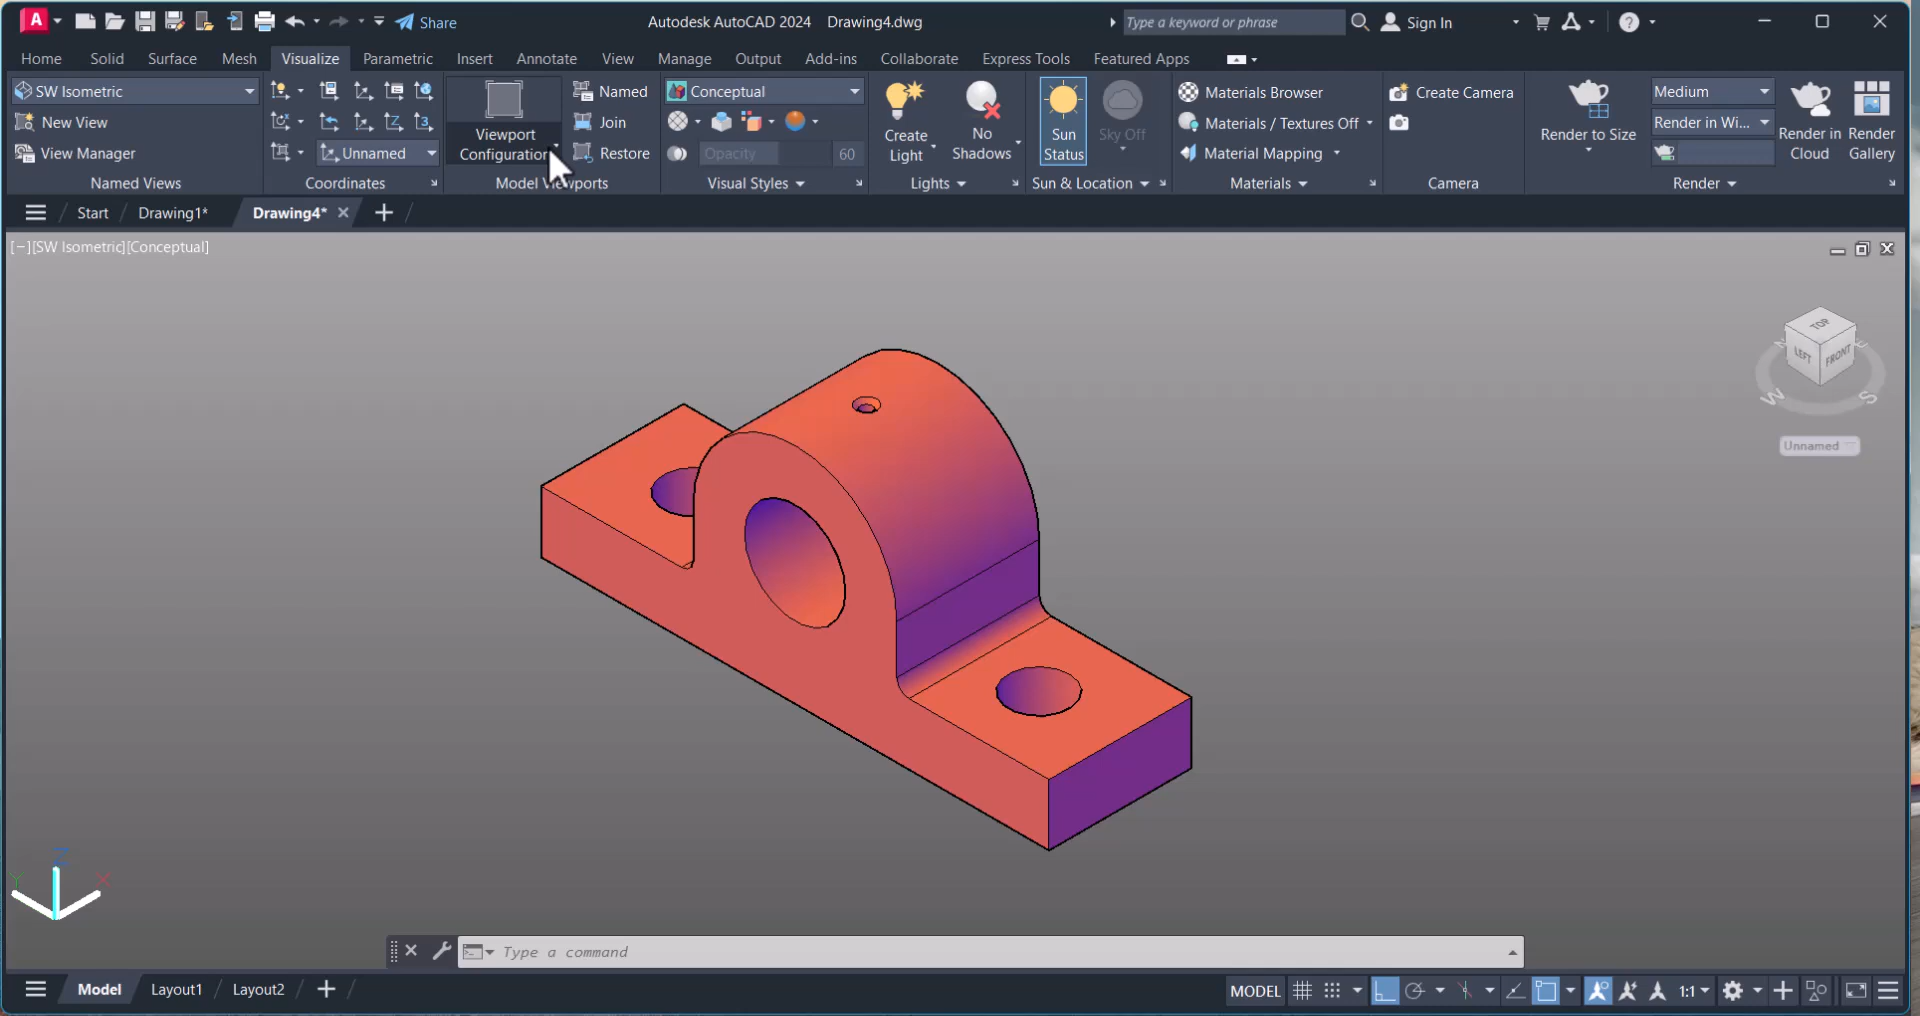 A
Share
Autodesk AutoCAD 2024 Drawing4.dwg
Type a keyword or phrase
Sign In
?
Home Solid Surface Mesh Visualize Parametric Insert Annotate View Manage Output Add-ins Collaborate Express Tools Featured Apps
SW Isometric
New View
View Manager
Named Views
Z
3
Unnamed
Coordinates
Viewport
Configuration
Named
Join
Restore
Model Viewports
Conceptual
Opacity 60
Visual Styles
Create
Light
No
Shadows
Lights
Sun
Status
Sky Off
Sun & Location
Materials Browser
Materials / Textures Off
Material Mapping
Materials
Create Camera
Camera
Render to Size
Medium
Render in Wi...
Render in
Cloud
Render
Gallery
Render
Start Drawing1* Drawing4*
[−][SW Isometric][Conceptual]
TOP
LEFT FRONT
N E
W S
Unnamed
Z
Y X
Type a command
Model Layout1 Layout2
MODEL
1:1